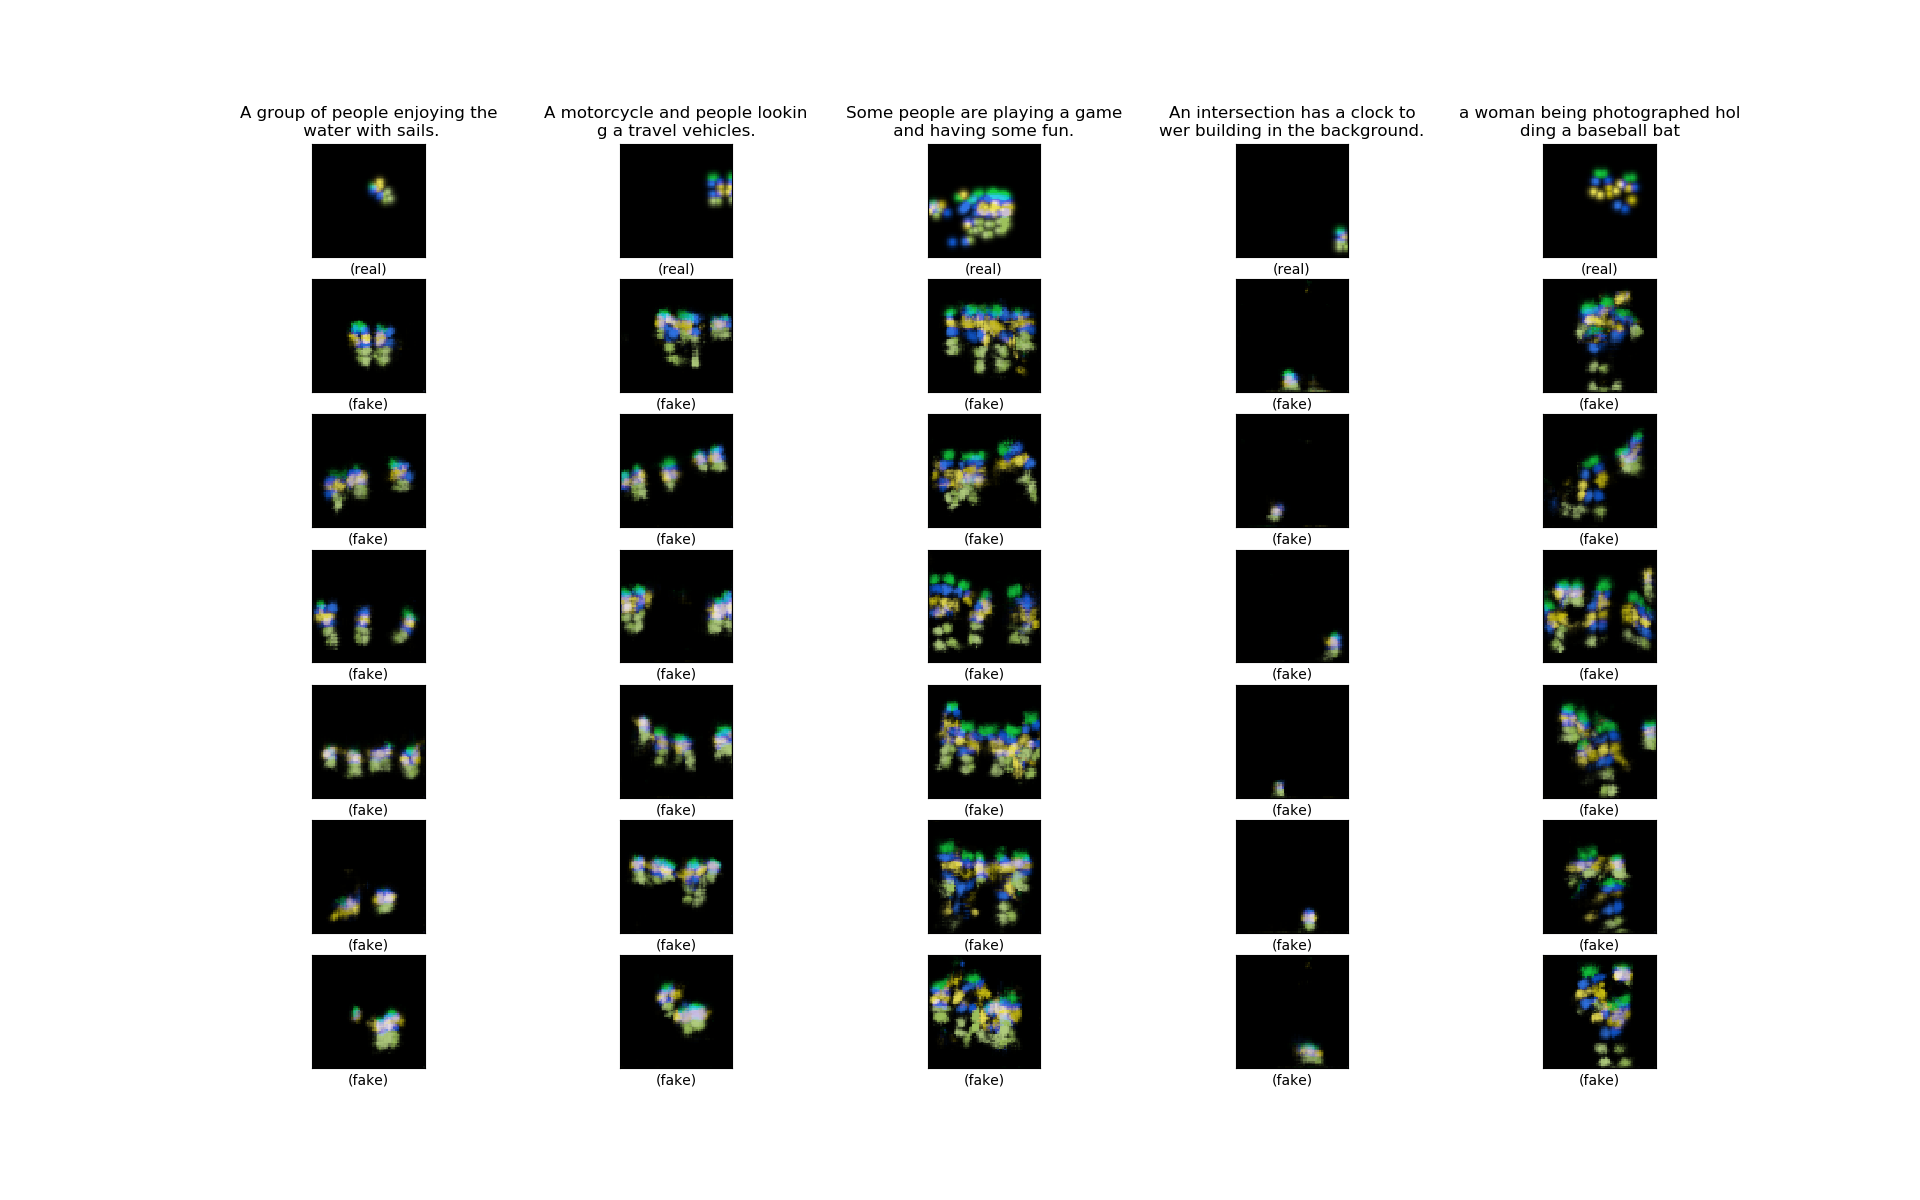 A group of people enjoying the
water with sails.
A motorcycle and people lookin
g a travel vehicles.
Some people are playing a game
and having some fun.
An intersection has a clock to
wer building in the background.
a woman being photographed hol
ding a baseball bat
(real) (real) (real) (real) (real)
(fake) (fake) (fake) (fake) (fake)
(fake) (fake) (fake) (fake) (fake)
(fake) (fake) (fake) (fake) (fake)
(fake) (fake) (fake) (fake) (fake)
(fake) (fake) (fake) (fake) (fake)
(fake) (fake) (fake) (fake) (fake)